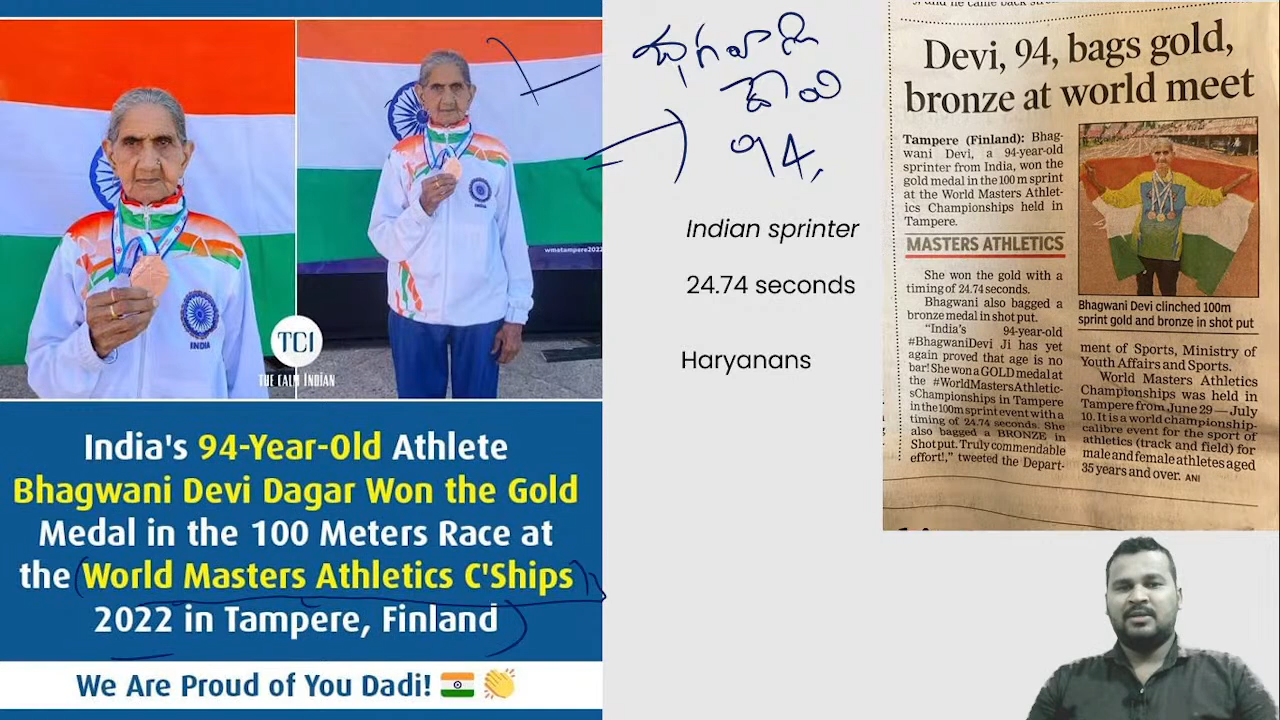 TCI
THE CALM INDIAN
wmatampere2022
India's 94-Year-Old Athlete
Bhagwani Devi Dagar Won the Gold
Medal in the 100 Meters Race at
the World Masters Athletics C'Ships
2022 in Tampere, Finland
We Are Proud of You Dadi!
భగవాని
దేవి
94,
Indian sprinter
24.74 seconds
Haryanans
Devi, 94, bags gold,
bronze at world meet
Tampere (Finland): Bhag-
wani Devi, a 94-year-old
sprinter from India, won the
gold medal in the 100 m sprint
at the World Masters Athlet-
ics Championships held in
Tampere.
MASTERS ATHLETICS
She won the gold with a
timing of 24.74 seconds.
Bhagwani also bagged a
bronze medal in shot put.
"India's 94-year-old
#BhagwaniDevi Ji has yet
again proved that age is no
bar! She won a GOLD medal at
the #WorldMastersAthletic-
sChampionships in Tampere
in the 100m sprint event with a
timing of 24.74 seconds. She
also bagged a BRONZE in
Shot put. Truly commendable
effort!," tweeted the Depart-
Bhagwani Devi clinched 100m
sprint gold and bronze in shot put
ment of Sports, Ministry of
Youth Affairs and Sports.
World Masters Athletics
Championships was held in
Tampere from June 29 — July
10. It is a world championship-
calibre event for the sport of
athletics (track and field) for
male and female athletes aged
35 years and over. ANI
INDIA
INDIA